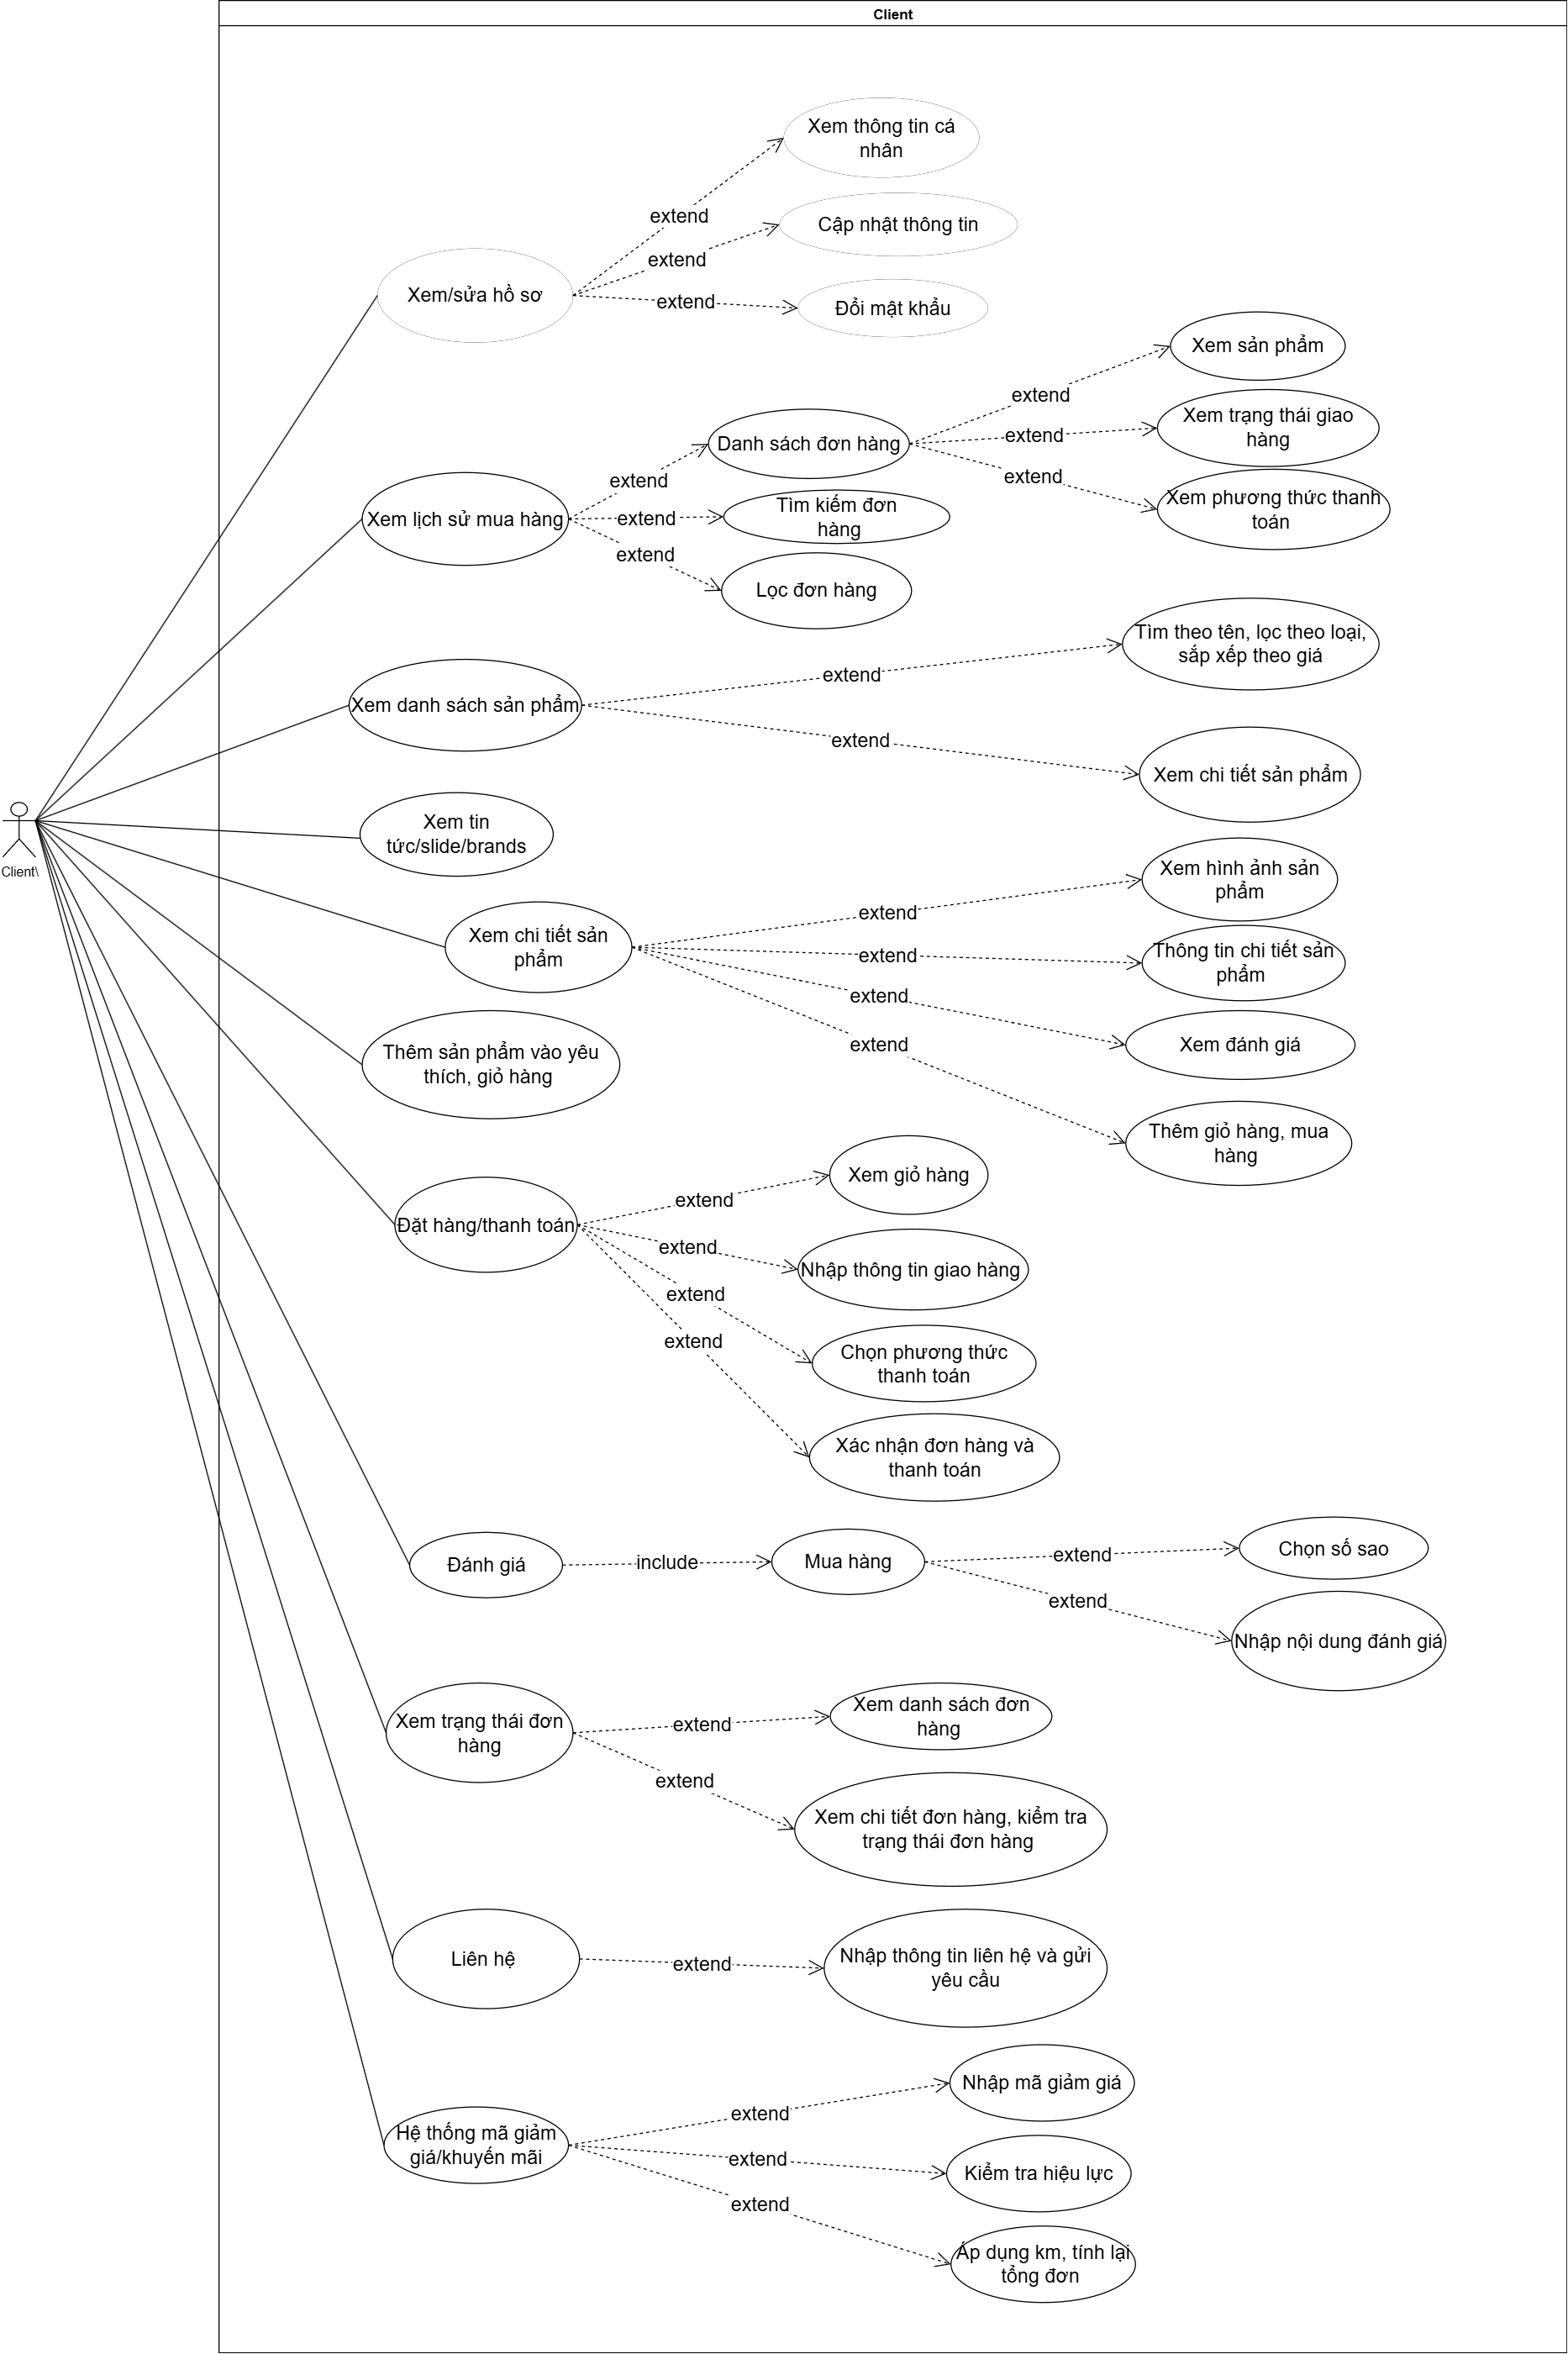 Client
Xem thông tin cá
nhân
extend
Cập nhật thông tin
extend
Xem/sửa hồ sơ
extend
Đổi mật khẩu
Xem sản phẩm
extend
Xem trạng thái giao
hàng
Danh sách đơn hàng
extend
extend
extend
Xem phương thức thanh
toán
Xem lịch sử mua hàng
extend
Tìm kiếm đơn
hàng
extend
Lọc đơn hàng
Tìm theo tên, lọc theo loại,
sắp xếp theo giá
extend
Xem danh sách sản phẩm
extend
Xem chi tiết sản phẩm
Xem tin
tức/slide/brands
Client\
Xem hình ảnh sản
phẩm
extend
Xem chi tiết sản
phẩm
extend
Thông tin chi tiết sản
phẩm
extend
Xem đánh giá
extend
Thêm sản phẩm vào yêu
thích, giỏ hàng
Thêm giỏ hàng, mua
hàng
Xem giỏ hàng
extend
Đặt hàng/thanh toán
extend
Nhập thông tin giao hàng
extend
extend
Chọn phương thức
thanh toán
Xác nhận đơn hàng và
thanh toán
Đánh giá
include
Mua hàng
extend
Chọn số sao
extend
Nhập nội dung đánh giá
Xem trạng thái đơn
hàng
extend
Xem danh sách đơn
hàng
extend
Xem chi tiết đơn hàng, kiểm tra
trạng thái đơn hàng
Liên hệ
extend
Nhập thông tin liên hệ và gửi
yêu cầu
Nhập mã giảm giá
extend
Hệ thống mã giảm
giá/khuyến mãi
extend
Kiểm tra hiệu lực
extend
Áp dụng km, tính lại
tổng đơn